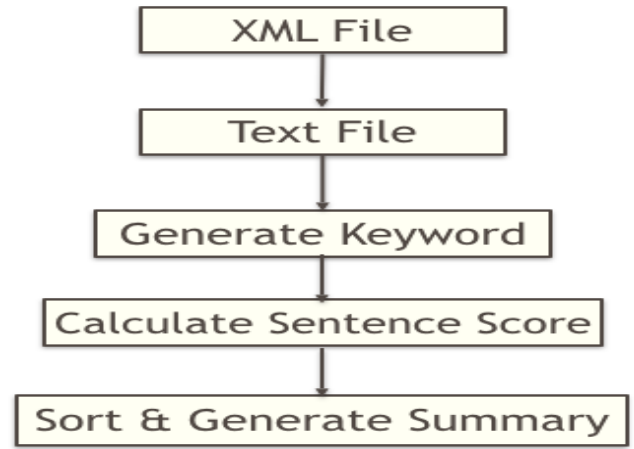 XML File
Text File
Generate Keyword
Calculate Sentence Score
Sort & Generate Summary